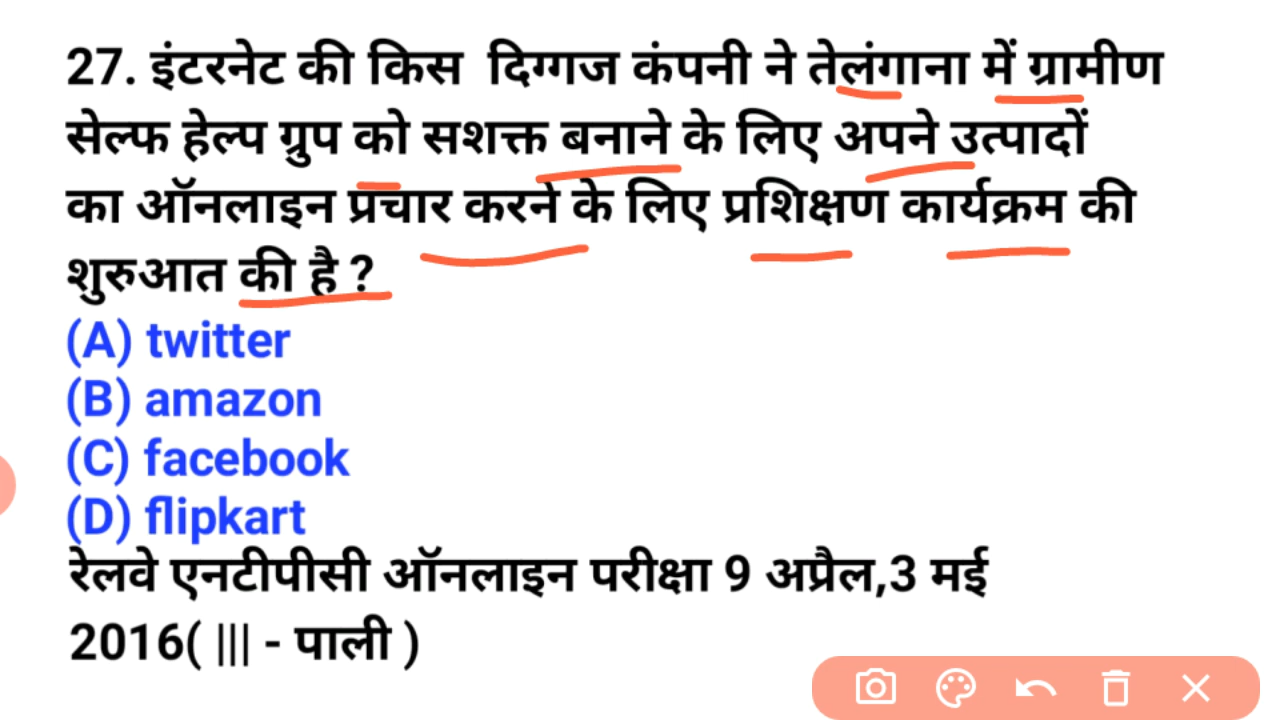 27. इंटरनेट की किस दिग्गज कंपनी ने तेलंगाना में ग्रामीण
सेल्फ हेल्प ग्रुप को सशक्त बनाने के लिए अपने उत्पादों
का ऑनलाइन प्रचार करने के लिए प्रशिक्षण कार्यक्रम की
शुरुआत की है ?
(A) twitter
(B) amazon
(C) facebook
(D) flipkart
रेलवे एनटीपीसी ऑनलाइन परीक्षा 9 अप्रैल,3 मई
2016( ||| - पाली )